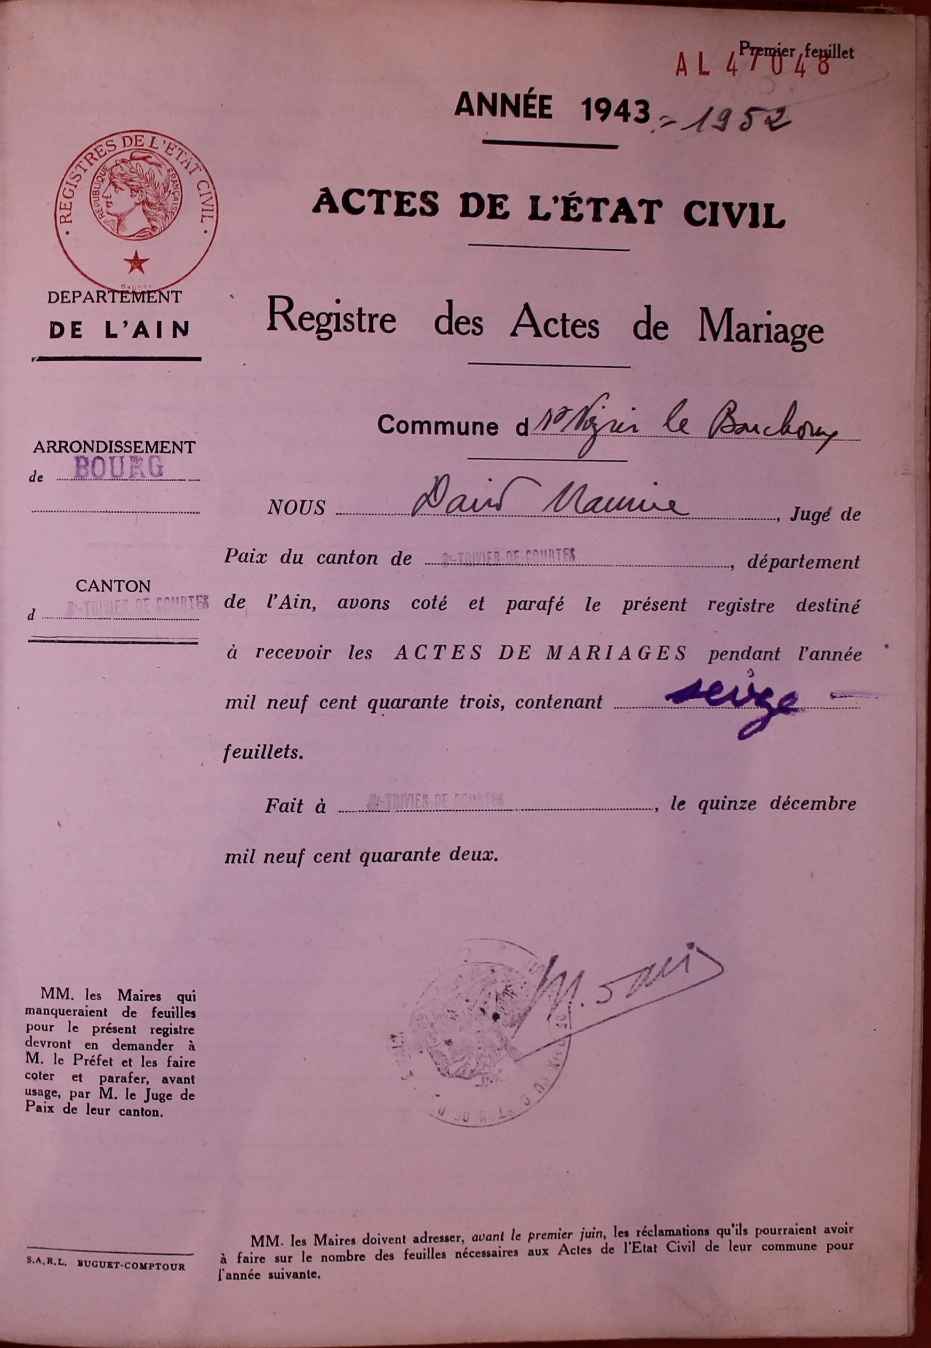 Premier feuillet
AL 47048
ANNÉE 1943 = 1952
ACTES DE L'ÉTAT CIVIL
REGISTRES DE L'ÉTAT CIVIL
RÉPUBLIQUE FRANÇAISE
DEPARTEMENT
DE L'AIN
Registre des Actes de Mariage
Commune d St Nizier le Bouchoux
ARRONDISSEMENT
de BOURG
NOUS David Maurice, Jugé de
Paix du canton de St-TRIVIER DE COURTES, département
CANTON
d St-TRIVIER DE COURTES
de l'Ain, avons coté et parafé le présent registre destiné
à recevoir les ACTES DE MARIAGES pendant l'année
mil neuf cent quarante trois, contenant seize
feuillets.
Fait à St-TRIVIER DE COURTES, le quinze décembre
mil neuf cent quarante deux.
M. David
MM. les Maires qui
manqueraient de feuilles
pour le présent registre
devront en demander à
M. le Préfet et les faire
coter et parafer, avant
usage, par M. le Juge de
Paix de leur canton.
S.A.R.L. BUGUET-COMPTOUR
MM. les Maires doivent adresser, avant le premier juin, les réclamations qu'ils pourraient avoir
à faire sur le nombre des feuilles nécessaires aux Actes de l'Etat Civil de leur commune pour
l'année suivante.